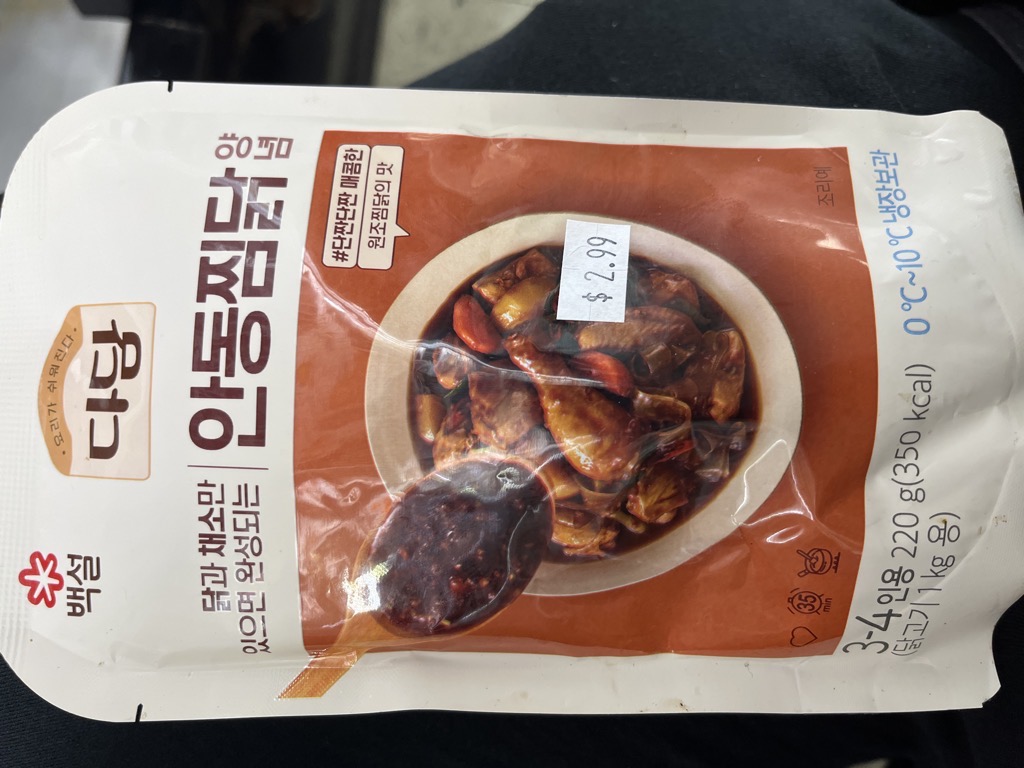 백설
·요리가 쉬워진다·
다담
닭과 채소만
있으면 완성되는
안동찜닭 양념
#단짠단짠 매콤한
원조찜닭의 맛
$ 2.99
35
min
조리예
3-4인용 220 g(350 kcal)
(닭고기 1 kg 용)
0 ℃~10 ℃ 냉장보관